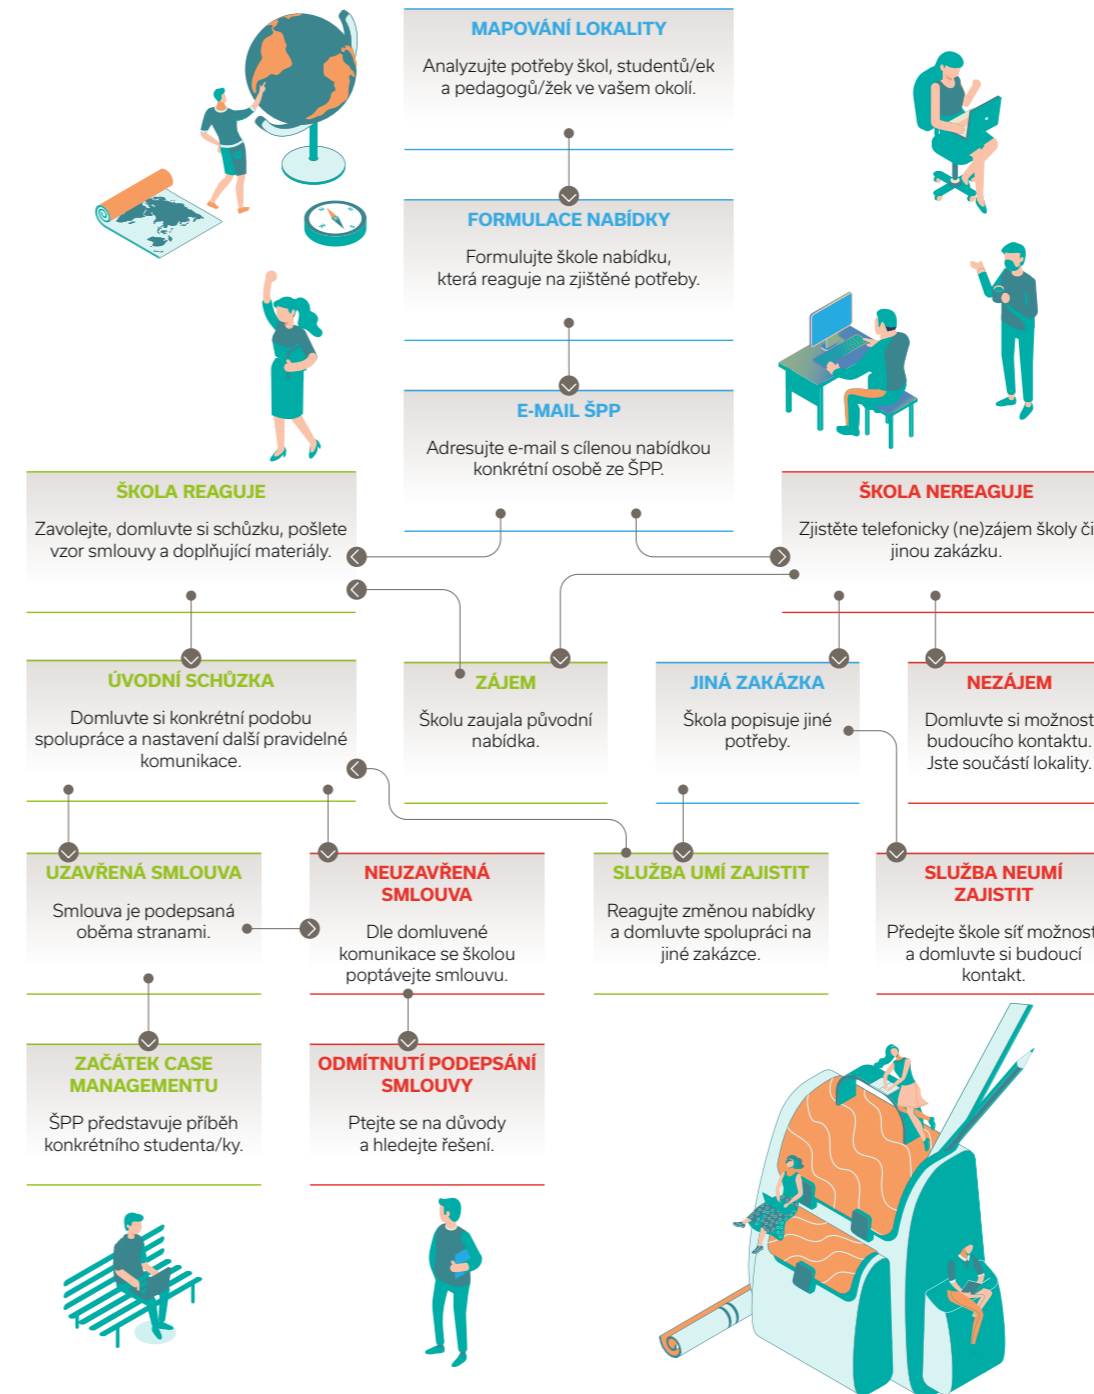 MAPOVÁNÍ LOKALITY
Analyzujte potřeby škol, studentů/ek
a pedagogů/žek ve vašem okolí.
FORMULACE NABÍDKY
Formulujte škole nabídku,
která reaguje na zjištěné potřeby.
E-MAIL ŠPP
Adresujte e-mail s cílenou nabídkou
konkrétní osobě ze ŠPP.
ŠKOLA REAGUJE
Zavolejte, domluvte si schůzku, pošlete
vzor smlouvy a doplňující materiály.
ŠKOLA NEREAGUJE
Zjistěte telefonicky (ne)zájem školy či
jinou zakázku.
ÚVODNÍ SCHŮZKA
Domluvte si konkrétní podobu
spolupráce a nastavení další pravidelné
komunikace.
ZÁJEM
Školu zaujala původní
nabídka.
JINÁ ZAKÁZKA
Škola popisuje jiné
potřeby.
NEZÁJEM
Domluvte si možnost
budoucího kontaktu.
Jste součástí lokality.
UZAVŘENÁ SMLOUVA
Smlouva je podepsaná
oběma stranami.
NEUZAVŘENÁ
SMLOUVA
Dle domluvené
komunikace se školou
poptávejte smlouvu.
SLUŽBA UMÍ ZAJISTIT
Reagujte změnou nabídky
a domluvte spolupráci na
jiné zakázce.
SLUŽBA NEUMÍ
ZAJISTIT
Předejte škole síť možnost
a domluvte si budoucí
kontakt.
ZAČÁTEK CASE
MANAGEMENTU
ŠPP představuje příběh
konkrétního studenta/ky.
ODMÍTNUTÍ PODEPSÁNÍ
SMLOUVY
Ptejte se na důvody
a hledejte řešení.